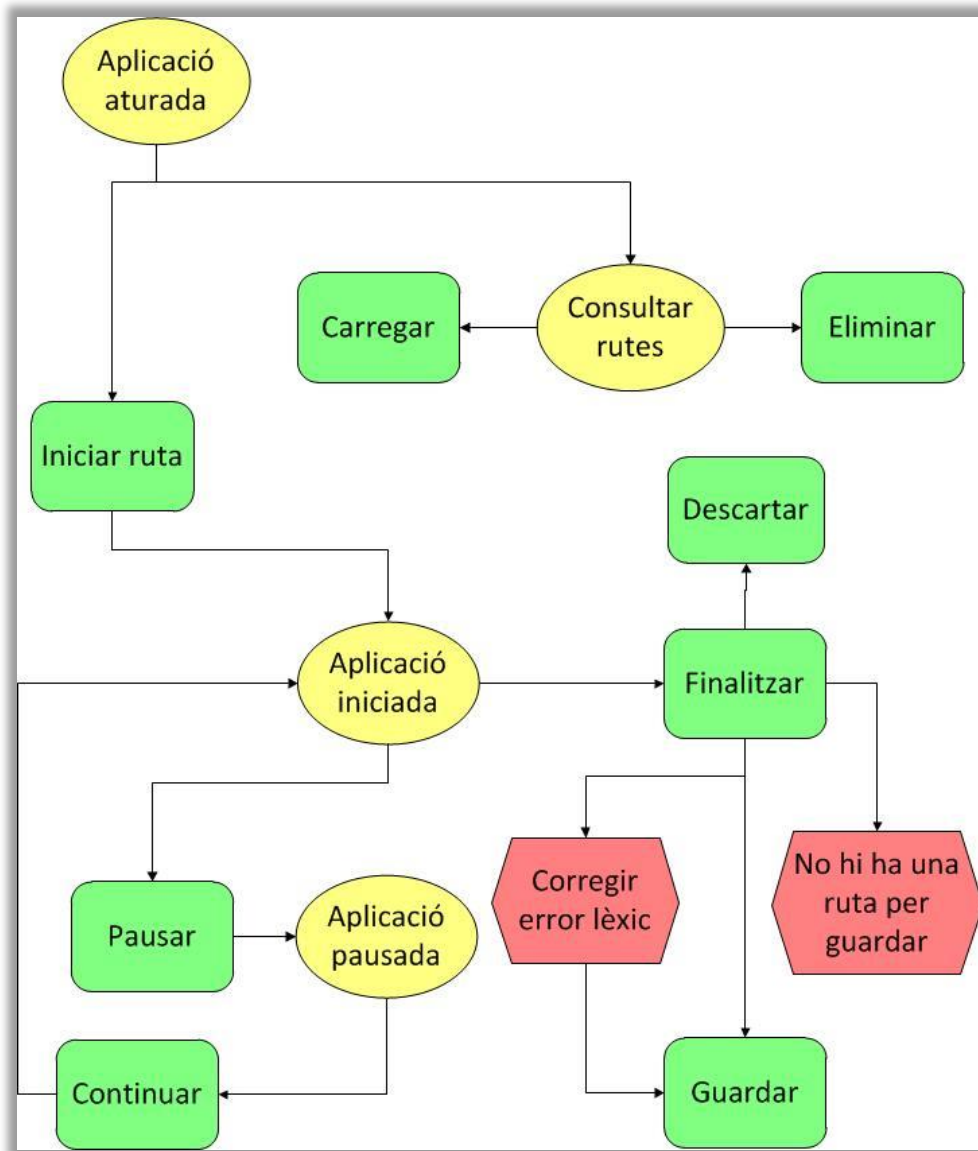 Aplicació
aturada
Carregar
Consultar
rutes
Eliminar
Iniciar ruta
Descartar
Aplicació
iniciada
Finalitzar
Corregir
error lèxic
No hi ha una
ruta per
guardar
Pausar
Aplicació
pausada
Continuar
Guardar